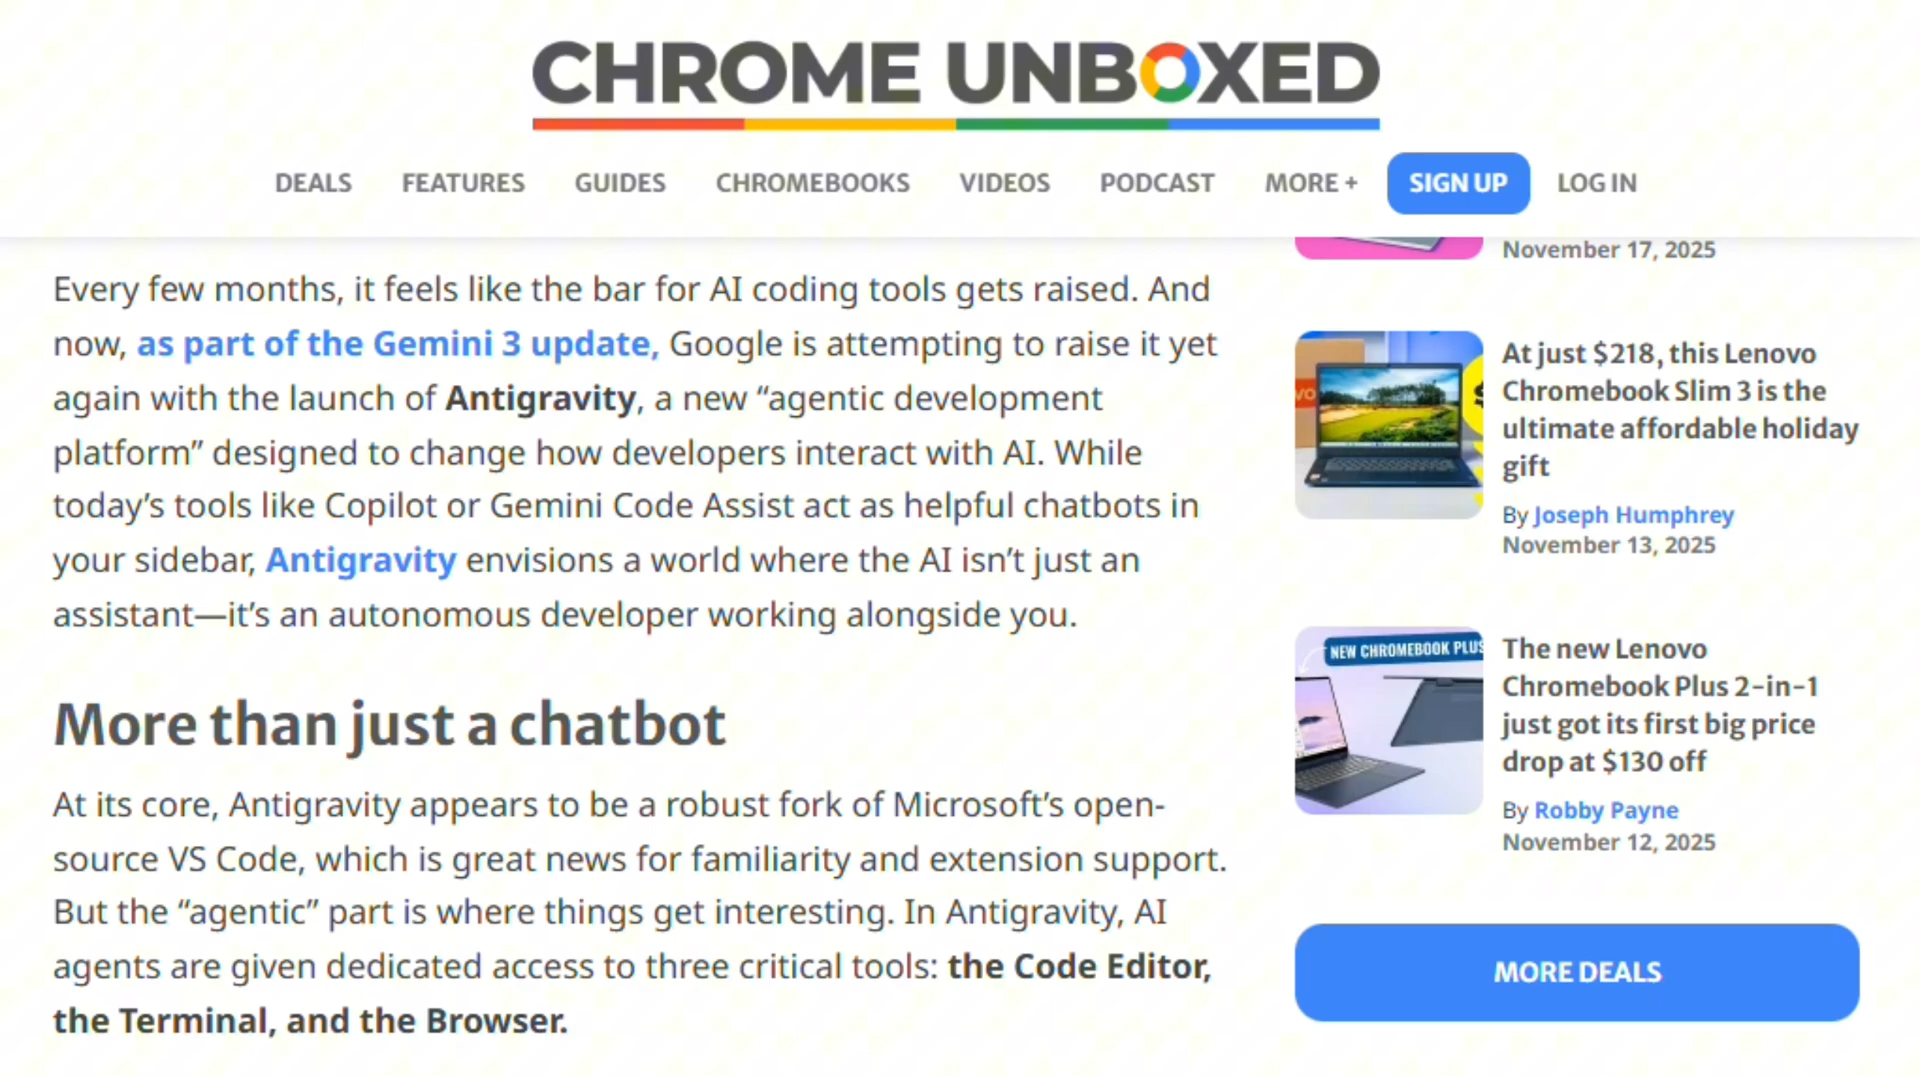 CHROME UNBOXED
DEALS FEATURES GUIDES CHROMEBOOKS VIDEOS PODCAST MORE + SIGN UP LOG IN
Every few months, it feels like the bar for AI coding tools gets raised. And
now, as part of the Gemini 3 update, Google is attempting to raise it yet
again with the launch of Antigravity, a new “agentic development
platform” designed to change how developers interact with AI. While
today’s tools like Copilot or Gemini Code Assist act as helpful chatbots in
your sidebar, Antigravity envisions a world where the AI isn’t just an
assistant—it’s an autonomous developer working alongside you.
More than just a chatbot
At its core, Antigravity appears to be a robust fork of Microsoft’s open-
source VS Code, which is great news for familiarity and extension support.
But the “agentic” part is where things get interesting. In Antigravity, AI
agents are given dedicated access to three critical tools: the Code Editor,
the Terminal, and the Browser.
November 17, 2025
At just $218, this Lenovo
Chromebook Slim 3 is the
ultimate affordable holiday
gift
By Joseph Humphrey
November 13, 2025
NEW CHROMEBOOK PLUS
The new Lenovo
Chromebook Plus 2-in-1
just got its first big price
drop at $130 off
By Robby Payne
November 12, 2025
MORE DEALS